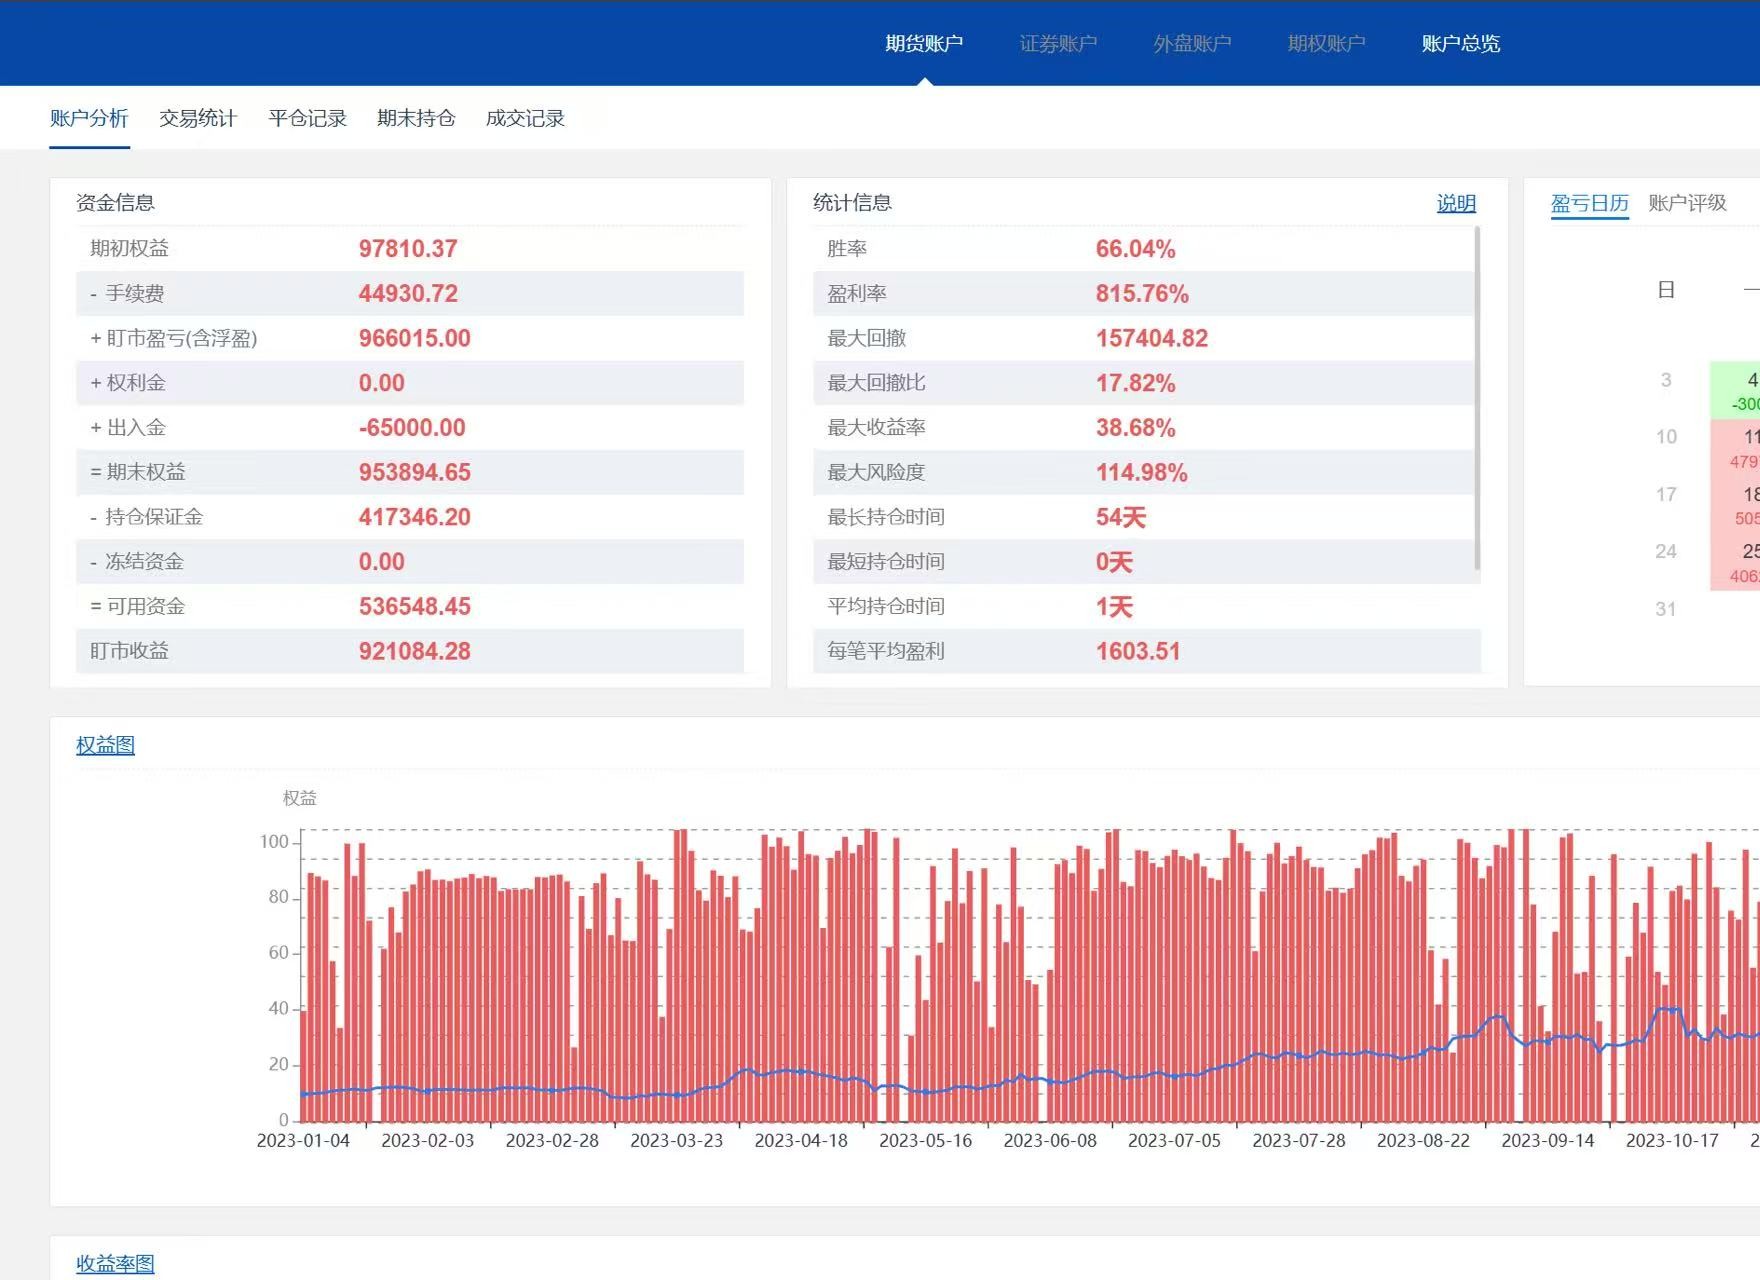 期货账户 证券账户 外盘账户 期权账户 账户总览
账户分析 交易统计 平仓记录 期末持仓 成交记录
资金信息
期初权益 97810.37
- 手续费 44930.72
+ 盯市盈亏(含浮盈) 966015.00
+ 权利金 0.00
+ 出入金 -65000.00
= 期末权益 953894.65
- 持仓保证金 417346.20
- 冻结资金 0.00
= 可用资金 536548.45
盯市收益 921084.28
统计信息 说明
胜率 66.04%
盈利率 815.76%
最大回撤 157404.82
最大回撤比 17.82%
最大收益率 38.68%
最大风险度 114.98%
最长持仓时间 54天
最短持仓时间 0天
平均持仓时间 1天
每笔平均盈利 1603.51
盈亏日历 账户评级
日 一
3 4
10 11
17 18
24 25
31
权益图
权益
100
80
60
40
20
0
2023-01-04 2023-02-03 2023-02-28 2023-03-23 2023-04-18 2023-05-16 2023-06-08 2023-07-05 2023-07-28 2023-08-22 2023-09-14 2023-10-17
收益率图